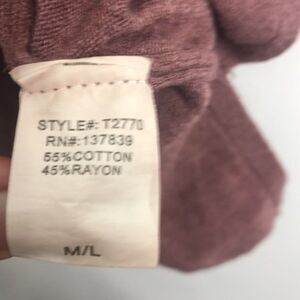 STYLE#: T2770
RN#:137839
55%COTTON
45%RAYON
M/L